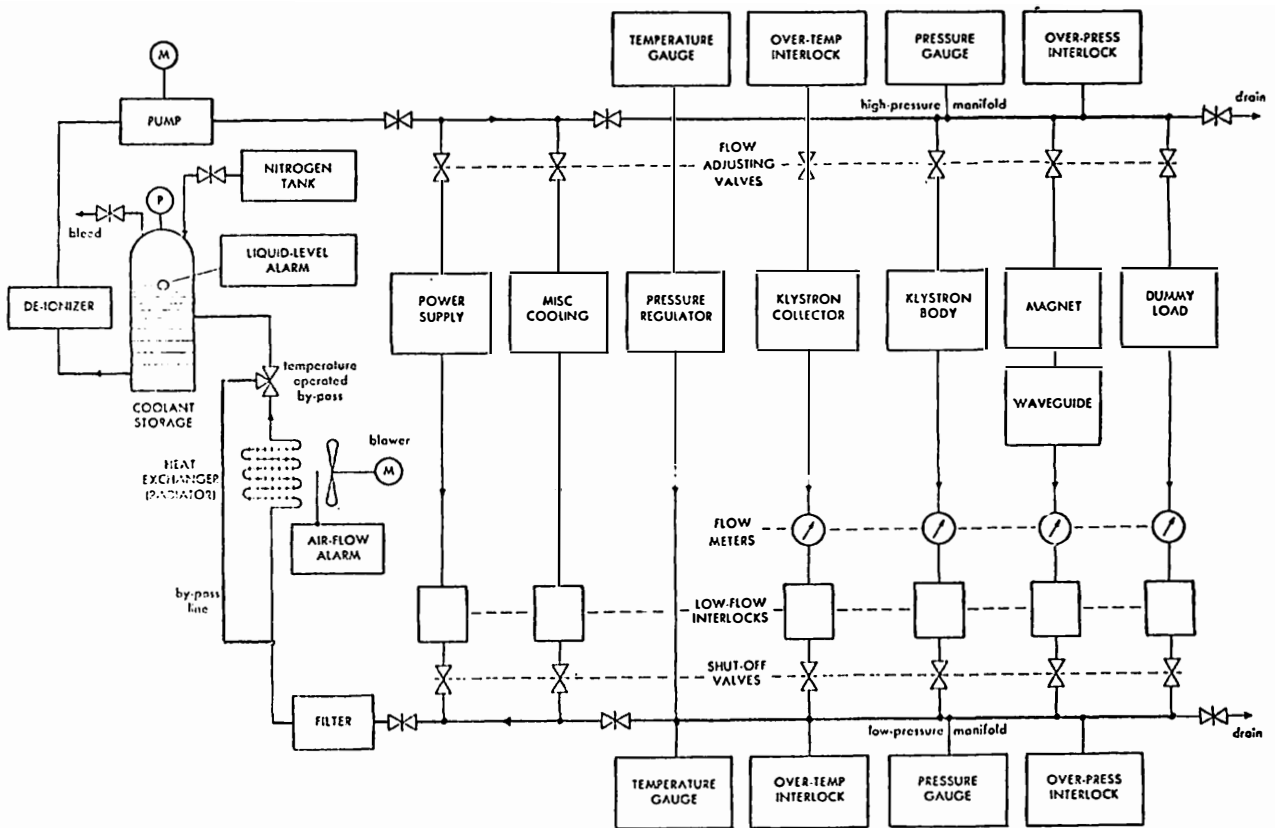 TEMPERATURE
GAUGE
OVER-TEMP
INTERLOCK
PRESSURE
GAUGE
OVER-PRESS
INTERLOCK
M
PUMP
high-pressure manifold
drain
FLOW
ADJUSTING
VALVES
NITROGEN
TANK
P
bleed
LIQUID-LEVEL
ALARM
DE-IONIZER
POWER
SUPPLY
MISC
COOLING
PRESSURE
REGULATOR
KLYSTRON
COLLECTOR
KLYSTRON
BODY
MAGNET
DUMMY
LOAD
temperature
operated
by-pass
COOLANT
STORAGE
WAVEGUIDE
blower
M
HEAT
EXCHANGER
(RADIATOR)
AIR-FLOW
ALARM
FLOW
METERS
by-pass
line
LOW-FLOW
INTERLOCKS
SHUT-OFF
VALVES
FILTER
low-pressure manifold
drain
TEMPERATURE
GAUGE
OVER-TEMP
INTERLOCK
PRESSURE
GAUGE
OVER-PRESS
INTERLOCK